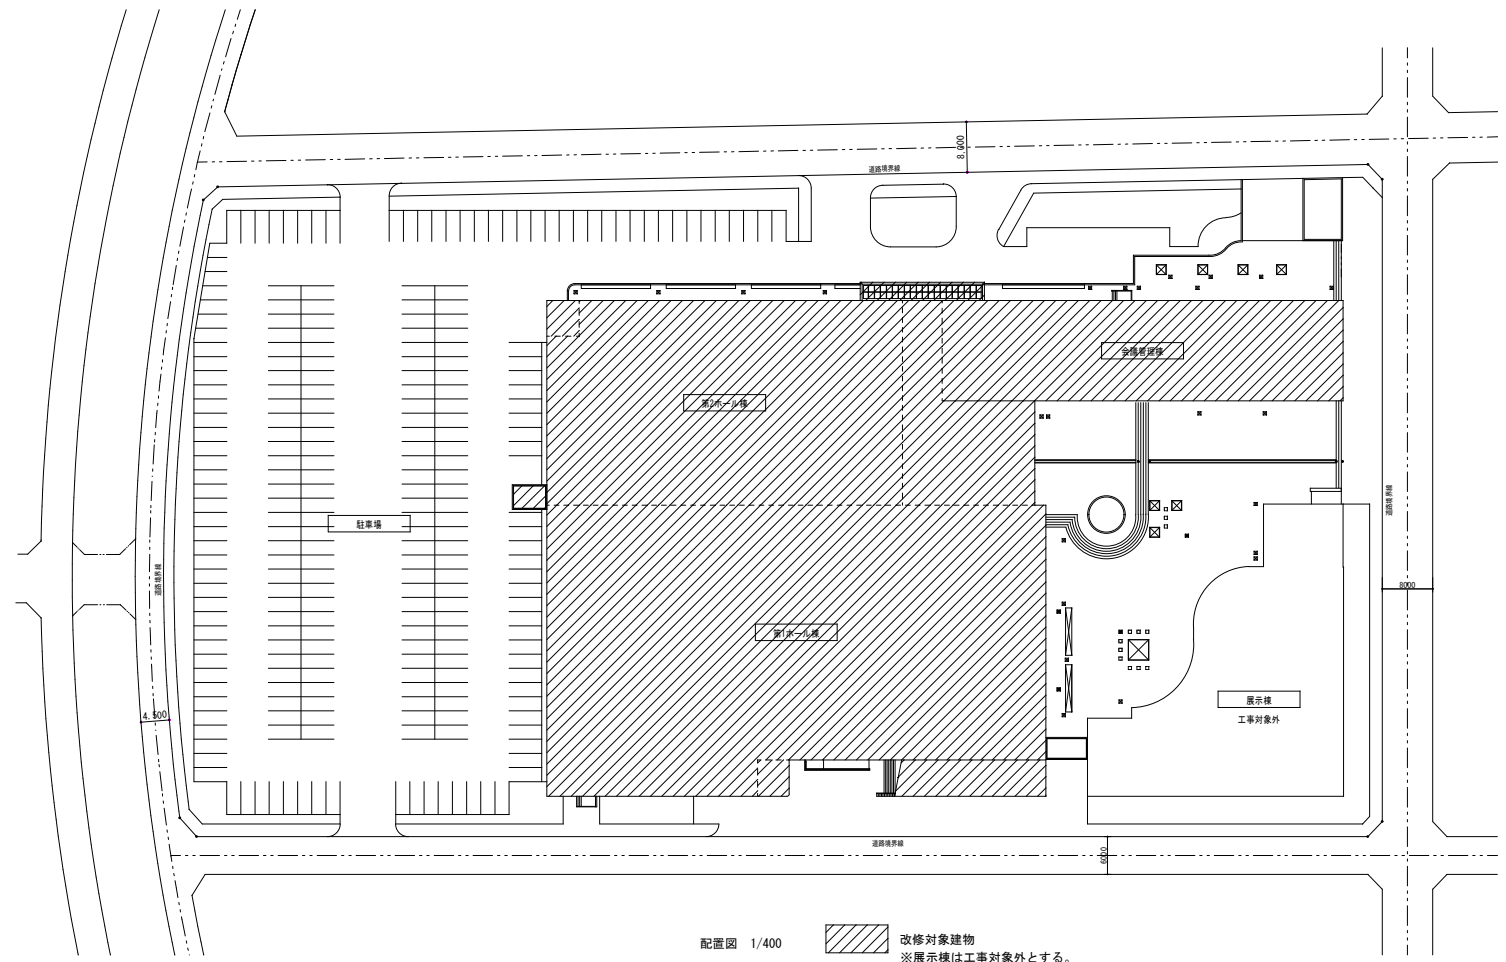 8.000
道路境界線
会議管理棟
第2ホール棟
道路境界線
駐車場
道路境界線
8000
第1ホール棟
展示棟
工事対象外
4.500
道路境界線
6000
配置図 1/400
改修対象建物
※展示棟は工事対象外とする。